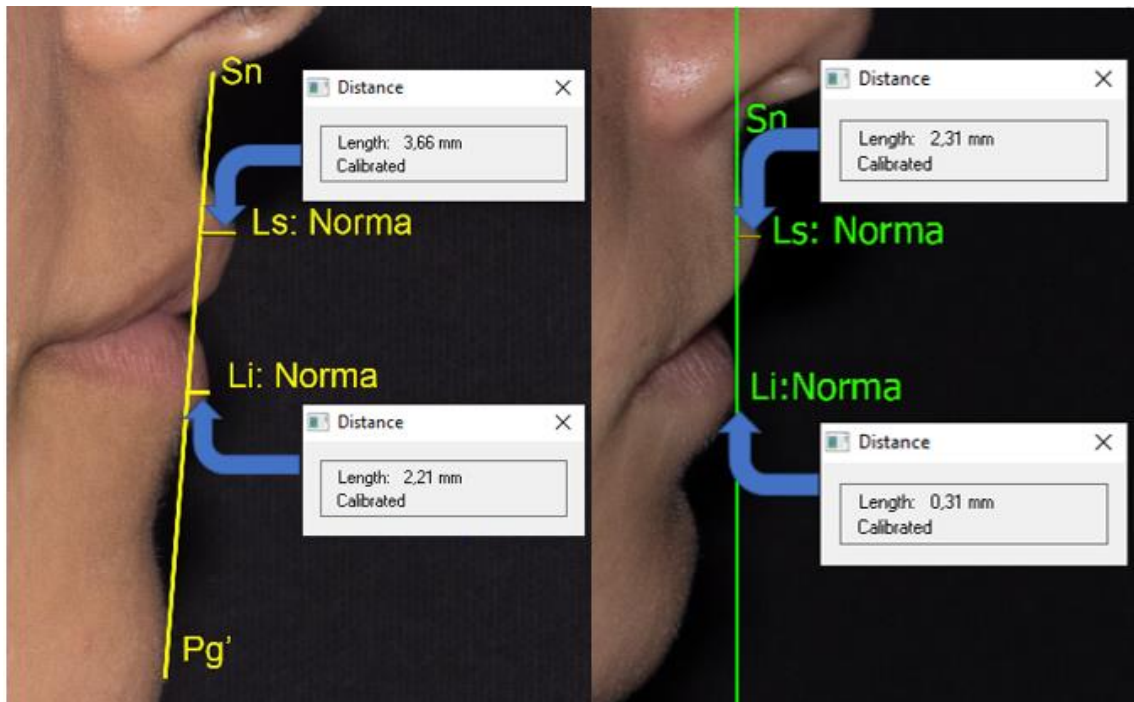 Sn
Distance
Length: 3,66 mm
Calibrated
Ls: Norma
Li: Norma
Distance
Length: 2,21 mm
Calibrated
Pg'
Distance
Sn
Length: 2,31 mm
Calibrated
Ls: Norma
Li:Norma
Distance
Length: 0,31 mm
Calibrated